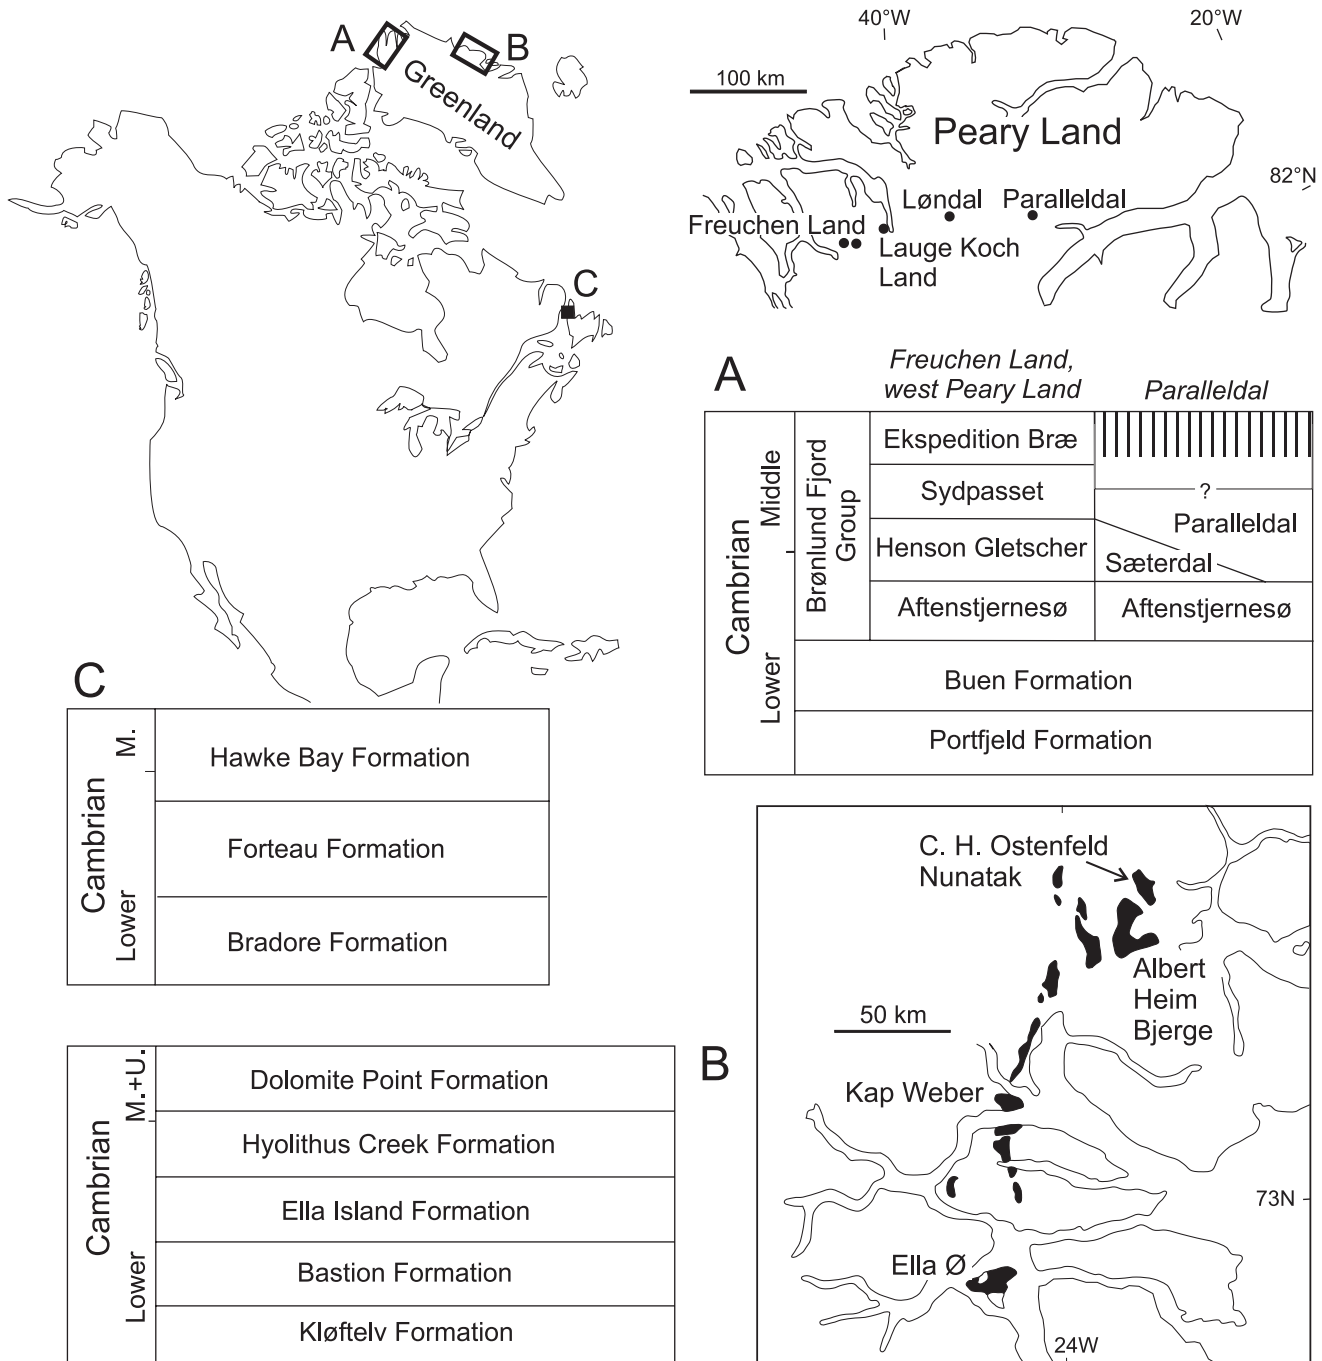 A
B
Greenland
C
40°W
20°W
100 km
Peary Land
82°N
Løndal
Paralleldal
Freuchen Land
Lauge Koch
Land
A
Freuchen Land,
west Peary Land
Paralleldal
Cambrian
Middle
Lower
Brønlund Fjord
Group
Ekspedition Bræ
Sydpasset
?
Paralleldal
Henson Gletscher
Sæterdal
Aftenstjernesø
Aftenstjernesø
Buen Formation
Portfjeld Formation
C
Cambrian
M.
Lower
Hawke Bay Formation
Forteau Formation
Bradore Formation
Cambrian
M.+U.
Lower
Dolomite Point Formation
Hyolithus Creek Formation
Ella Island Formation
Bastion Formation
Kløftelv Formation
B
C. H. Ostenfeld
Nunatak
Albert
Heim
Bjerge
50 km
Kap Weber
73N
Ella Ø
24W